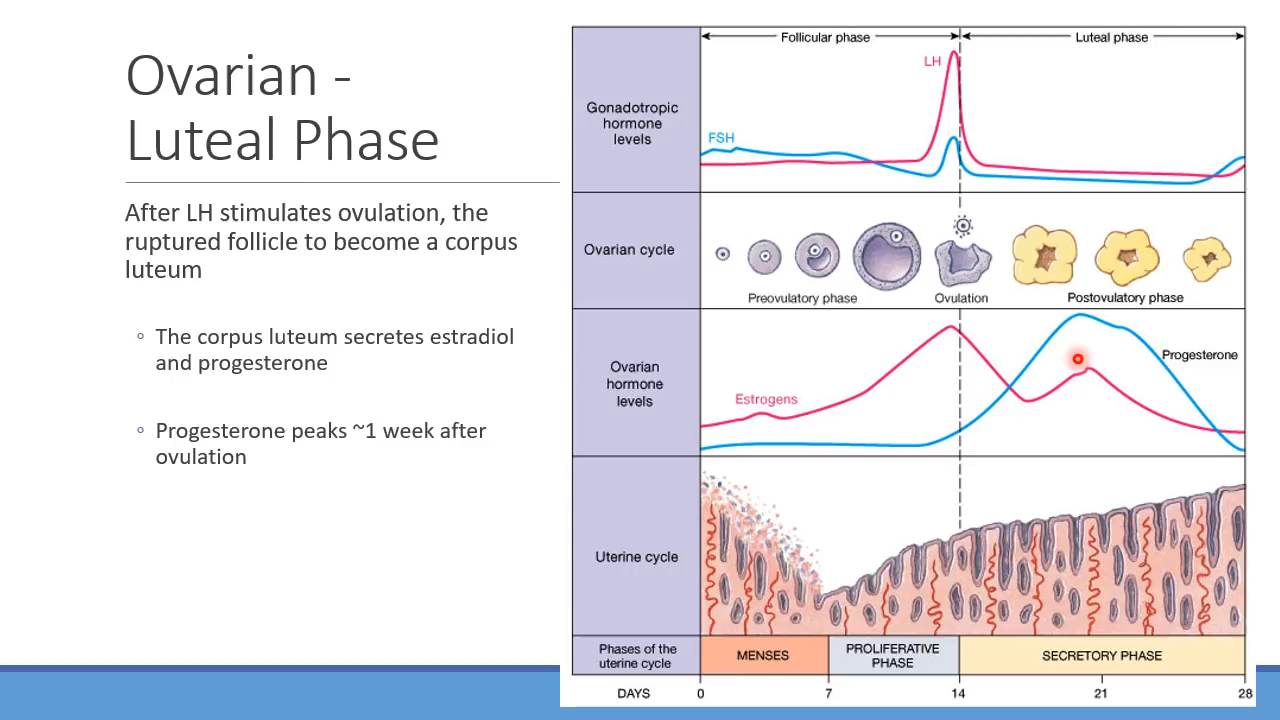 Ovarian -
Luteal Phase
After LH stimulates ovulation, the
ruptured follicle to become a corpus
luteum
◦ The corpus luteum secretes estradiol
and progesterone
◦ Progesterone peaks ~1 week after
ovulation
Follicular phase
Luteal phase
LH
Gonadotropic
hormone
levels
FSH
Ovarian cycle
Preovulatory phase
Ovulation
Postovulatory phase
Ovarian
hormone
levels
Estrogens
Progesterone
Uterine cycle
Phases of the
uterine cycle
MENSES
PROLIFERATIVE
PHASE
SECRETORY PHASE
DAYS
0
7
14
21
28